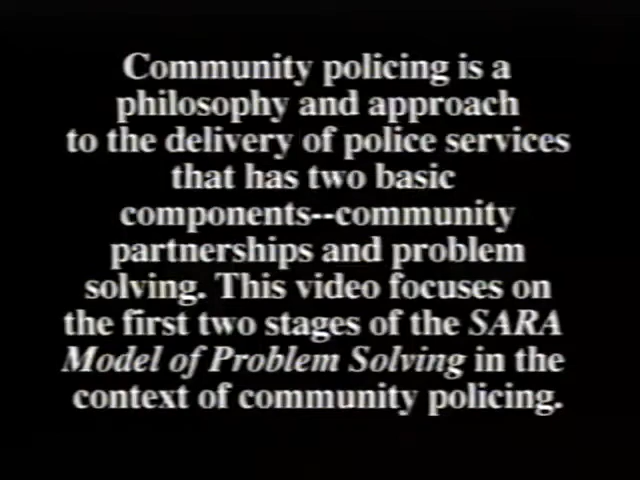 Community policing is a
philosophy and approach
to the delivery of police services
that has two basic
components--community
partnerships and problem
solving. This video focuses on
the first two stages of the SARA
Model of Problem Solving in the
context of community policing.